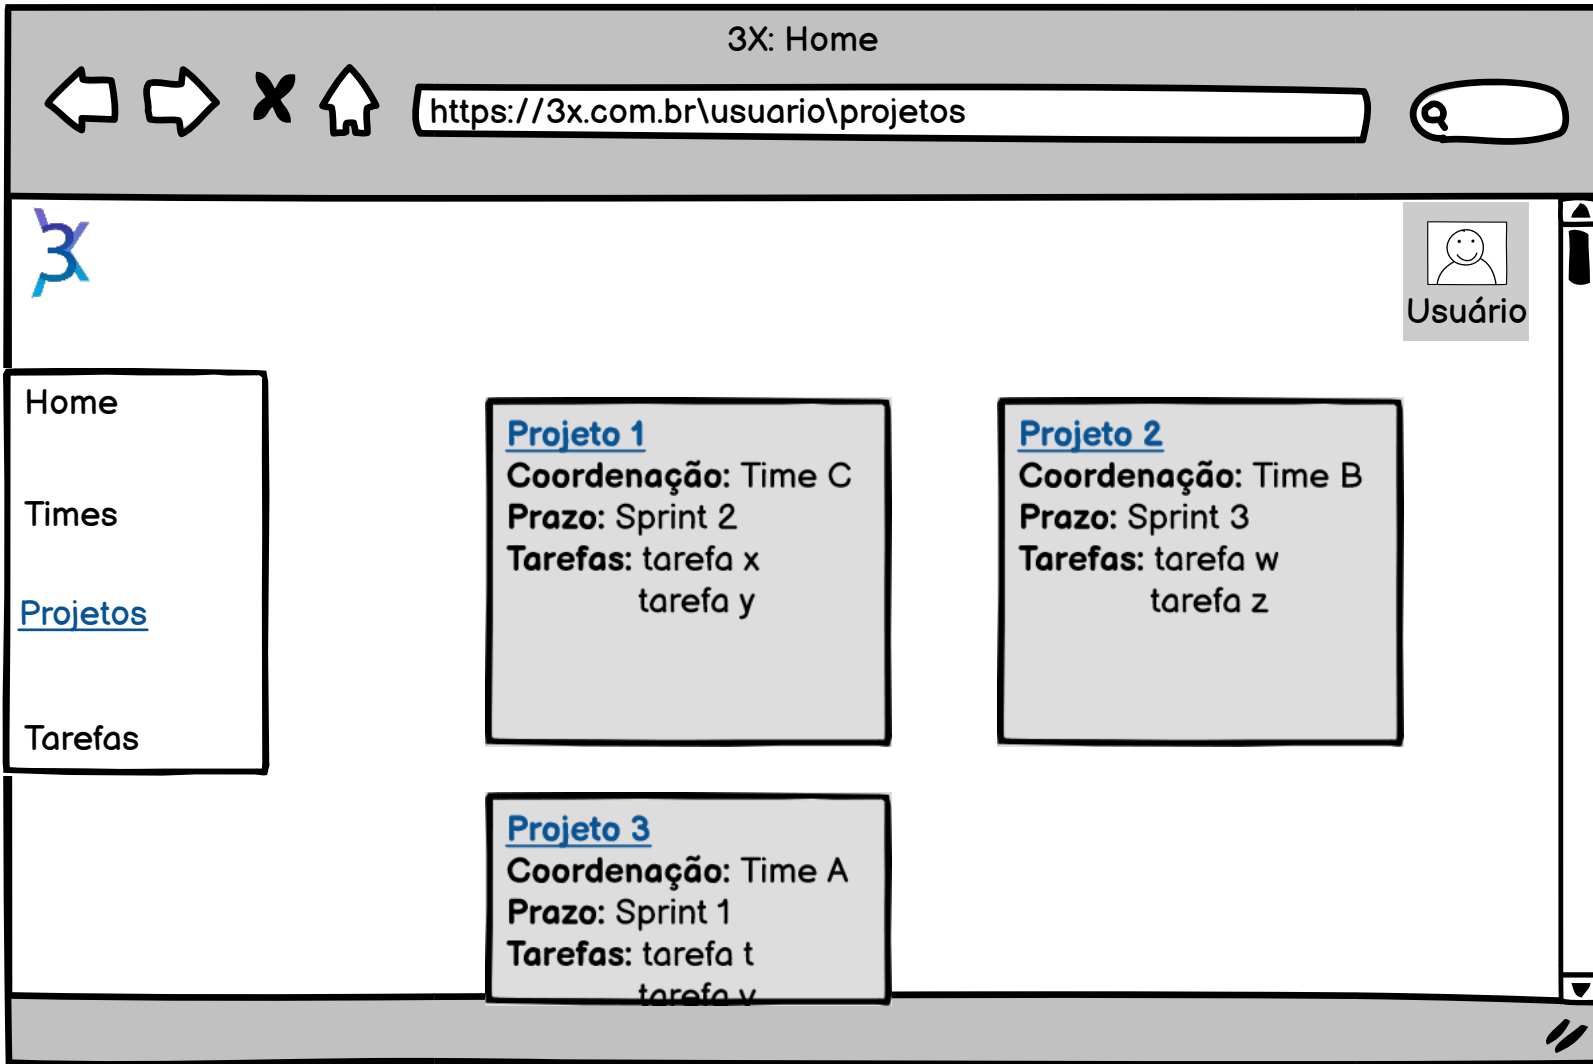 3X: Home
https://3x.com.br\usuario\projetos
3X
Usuário
Home
Times
Projetos
Tarefas
Projeto 1
Coordenação: Time C
Prazo: Sprint 2
Tarefas: tarefa x
tarefa y
Projeto 2
Coordenação: Time B
Prazo: Sprint 3
Tarefas: tarefa w
tarefa z
Projeto 3
Coordenação: Time A
Prazo: Sprint 1
Tarefas: tarefa t
tarefa